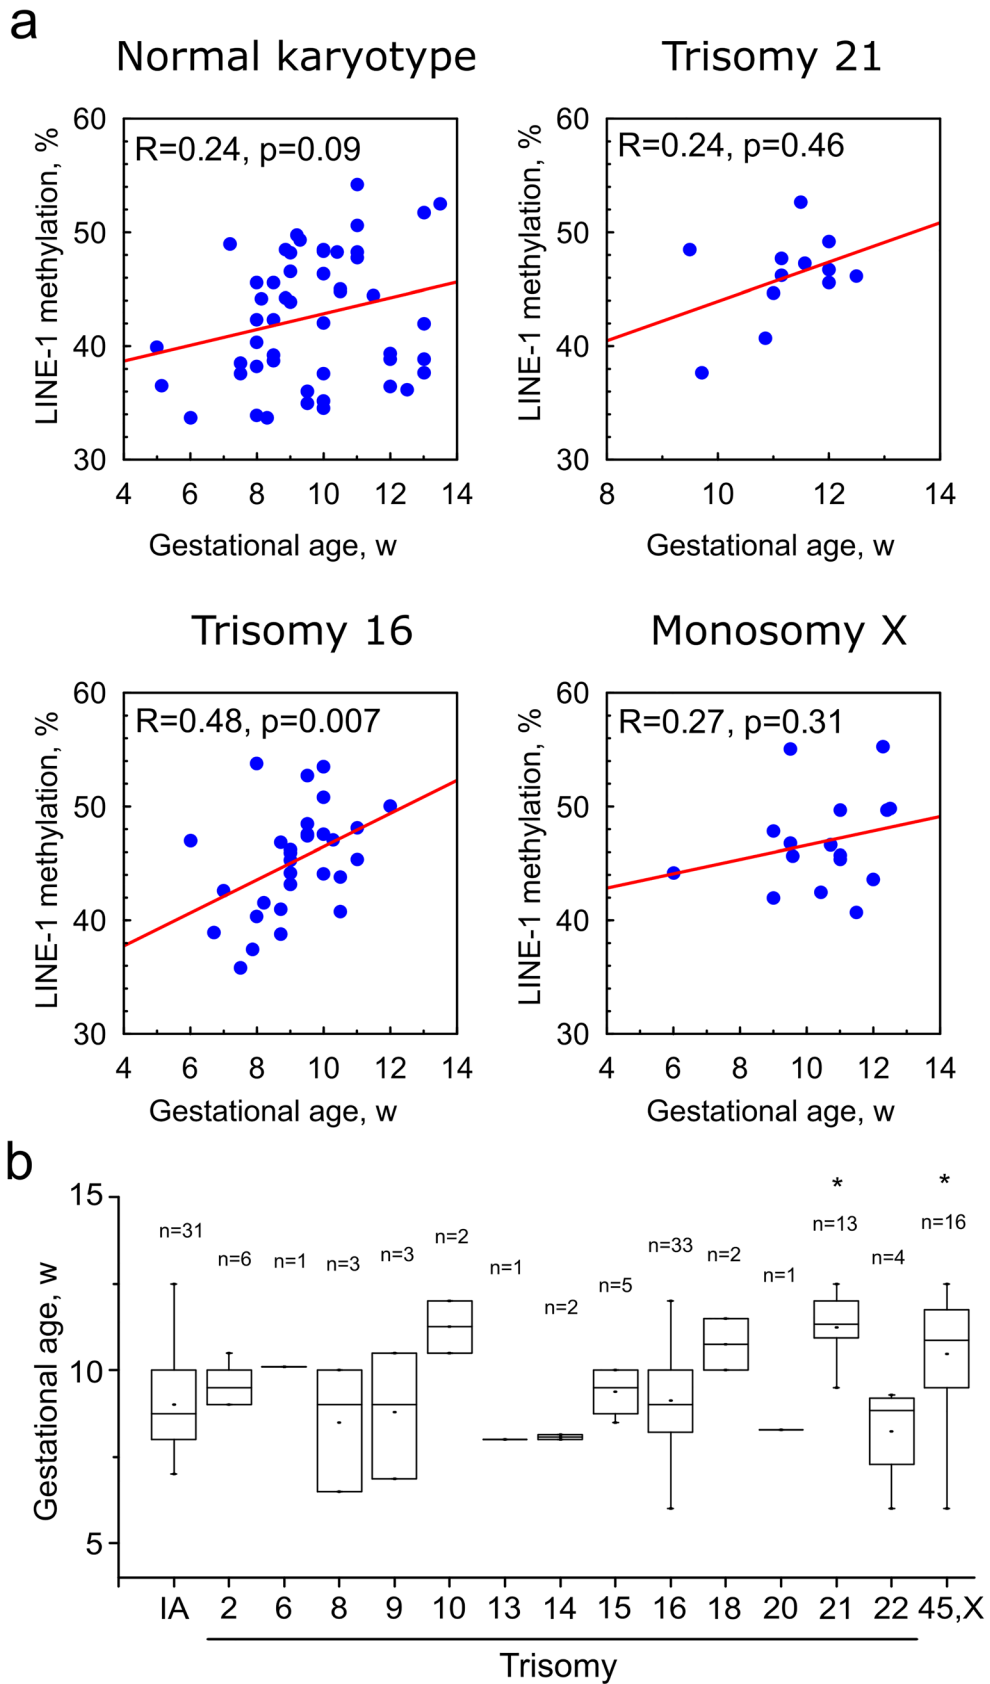 a
Normal karyotype
Trisomy 21
60
50
40
30
LINE-1 methylation, %
R=0.24, p=0.09
4 6 8 10 12 14
Gestational age, w
60
50
40
30
LINE-1 methylation, %
R=0.24, p=0.46
8 10 12 14
Gestational age, w
Trisomy 16
Monosomy X
60
50
40
30
LINE-1 methylation, %
R=0.48, p=0.007
4 6 8 10 12 14
Gestational age, w
60
50
40
30
LINE-1 methylation, %
R=0.27, p=0.31
4 6 8 10 12 14
Gestational age, w
b
15
10
5
Gestational age, w
* *
n=31 n=6 n=1 n=3 n=3 n=2 n=1 n=2 n=5 n=33 n=2 n=1 n=13 n=4 n=16
IA 2 6 8 9 10 13 14 15 16 18 20 21 22 45,X
Trisomy